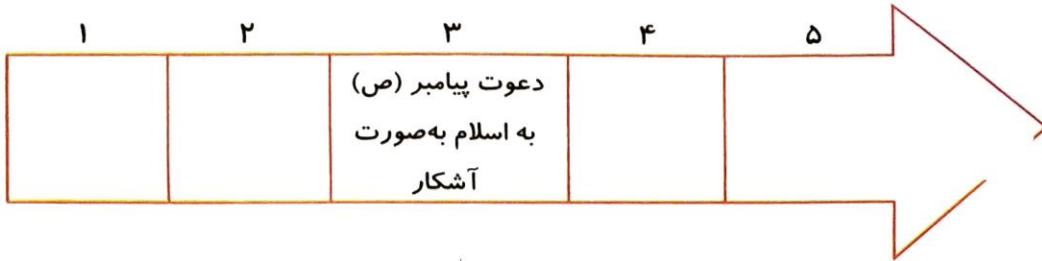 ۱ ۲ ۳ ۴ ۵
دعوت پیامبر (ص)
به اسلام به‌صورت
آشکار